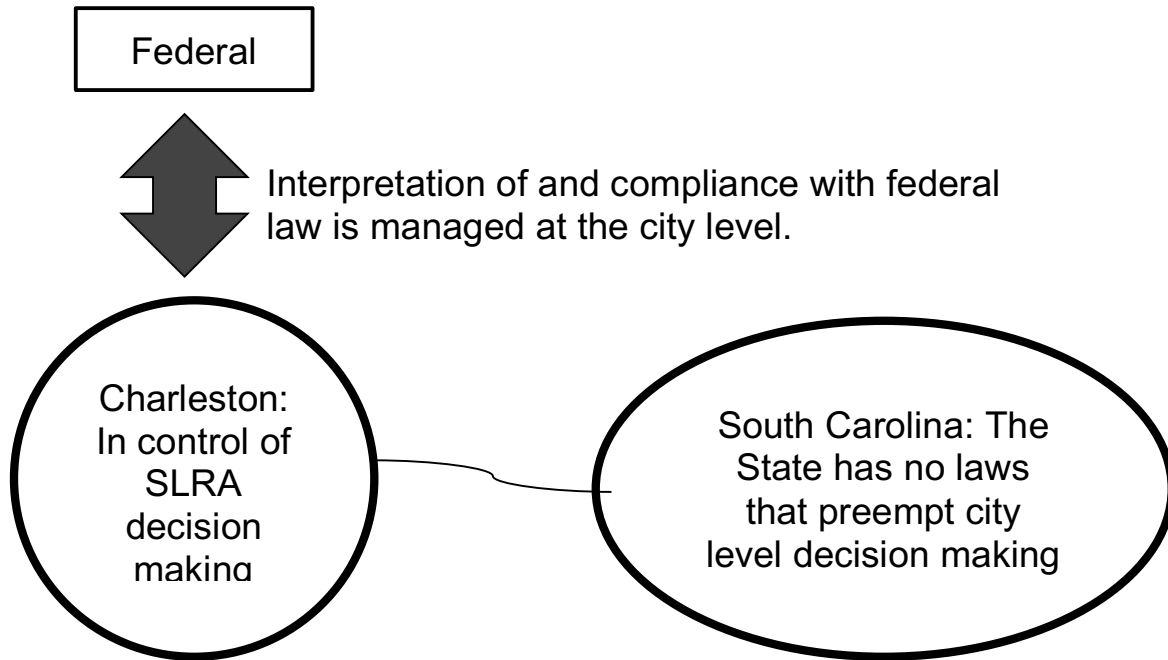 Federal
Interpretation of and compliance with federal
law is managed at the city level.
Charleston:
In control of
SLRA
decision
making
South Carolina: The
State has no laws
that preempt city
level decision making